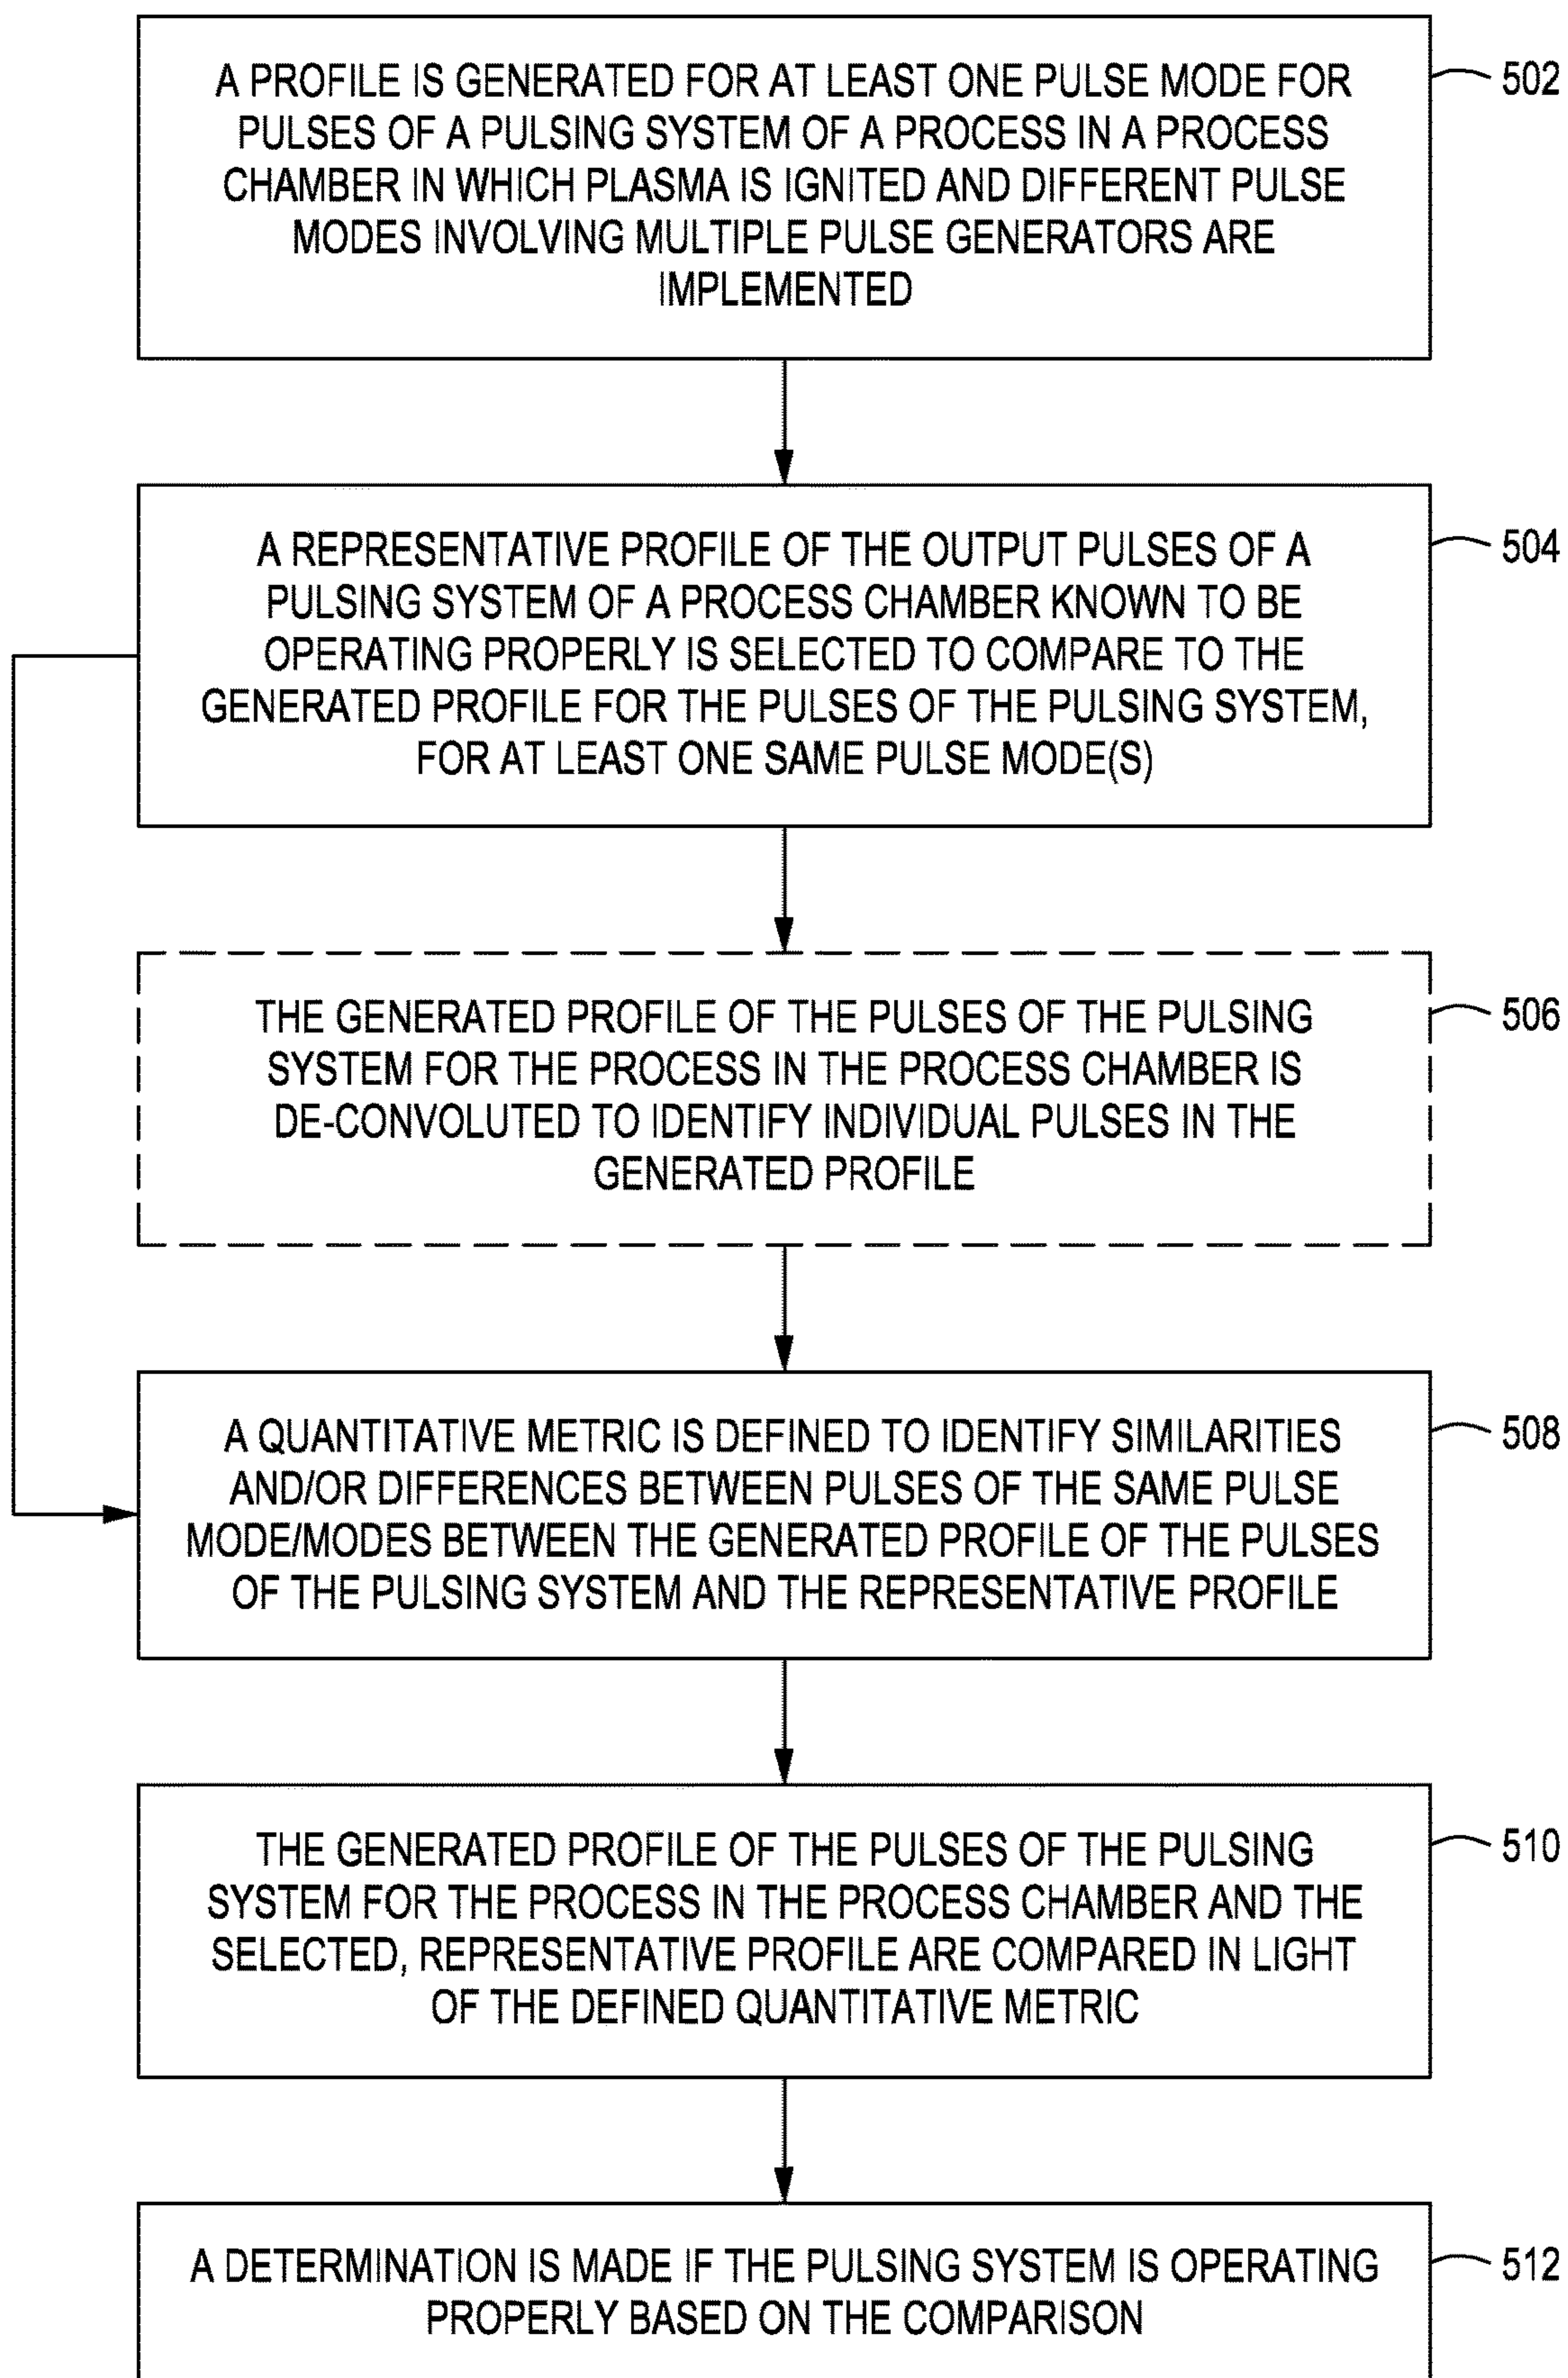 A PROFILE IS GENERATED FOR AT LEAST ONE PULSE MODE FOR
PULSES OF A PULSING SYSTEM OF A PROCESS IN A PROCESS
CHAMBER IN WHICH PLASMA IS IGNITED AND DIFFERENT PULSE
MODES INVOLVING MULTIPLE PULSE GENERATORS ARE
IMPLEMENTED
502
A REPRESENTATIVE PROFILE OF THE OUTPUT PULSES OF A
PULSING SYSTEM OF A PROCESS CHAMBER KNOWN TO BE
OPERATING PROPERLY IS SELECTED TO COMPARE TO THE
GENERATED PROFILE FOR THE PULSES OF THE PULSING SYSTEM,
FOR AT LEAST ONE SAME PULSE MODE(S)
504
THE GENERATED PROFILE OF THE PULSES OF THE PULSING
SYSTEM FOR THE PROCESS IN THE PROCESS CHAMBER IS
DE-CONVOLUTED TO IDENTIFY INDIVIDUAL PULSES IN THE
GENERATED PROFILE
506
A QUANTITATIVE METRIC IS DEFINED TO IDENTIFY SIMILARITIES
AND/OR DIFFERENCES BETWEEN PULSES OF THE SAME PULSE
MODE/MODES BETWEEN THE GENERATED PROFILE OF THE PULSES
OF THE PULSING SYSTEM AND THE REPRESENTATIVE PROFILE
508
THE GENERATED PROFILE OF THE PULSES OF THE PULSING
SYSTEM FOR THE PROCESS IN THE PROCESS CHAMBER AND THE
SELECTED, REPRESENTATIVE PROFILE ARE COMPARED IN LIGHT
OF THE DEFINED QUANTITATIVE METRIC
510
A DETERMINATION IS MADE IF THE PULSING SYSTEM IS OPERATING
PROPERLY BASED ON THE COMPARISON
512